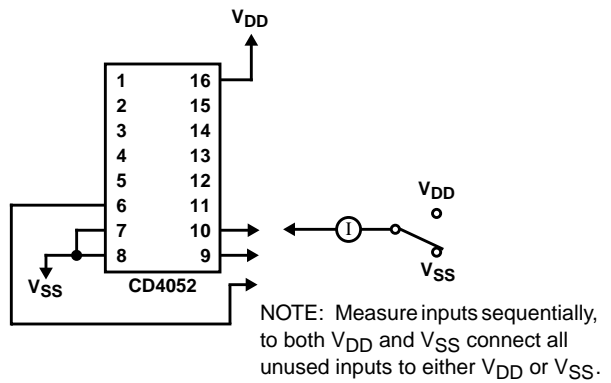 VDD
1 16
2 15
3 14
4 13
5 12
6 11
7 10
8 9
VSS
CD4052
I
VDD
VSS
NOTE: Measure inputs sequentially,
to both VDD and VSS connect all
unused inputs to either VDD or VSS.